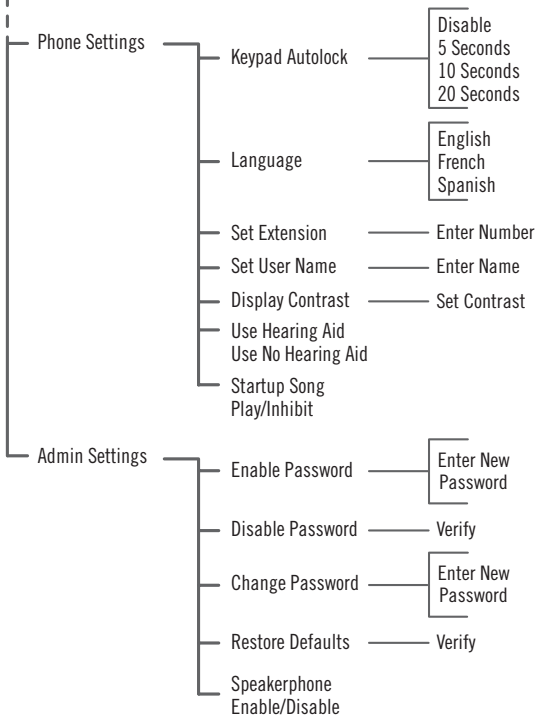 Phone Settings
Keypad Autolock
Disable
5 Seconds
10 Seconds
20 Seconds
Language
English
French
Spanish
Set Extension
Enter Number
Set User Name
Enter Name
Display Contrast
Set Contrast
Use Hearing Aid
Use No Hearing Aid
Startup Song
Play/Inhibit
Admin Settings
Enable Password
Enter New
Password
Disable Password
Verify
Change Password
Enter New
Password
Restore Defaults
Verify
Speakerphone
Enable/Disable